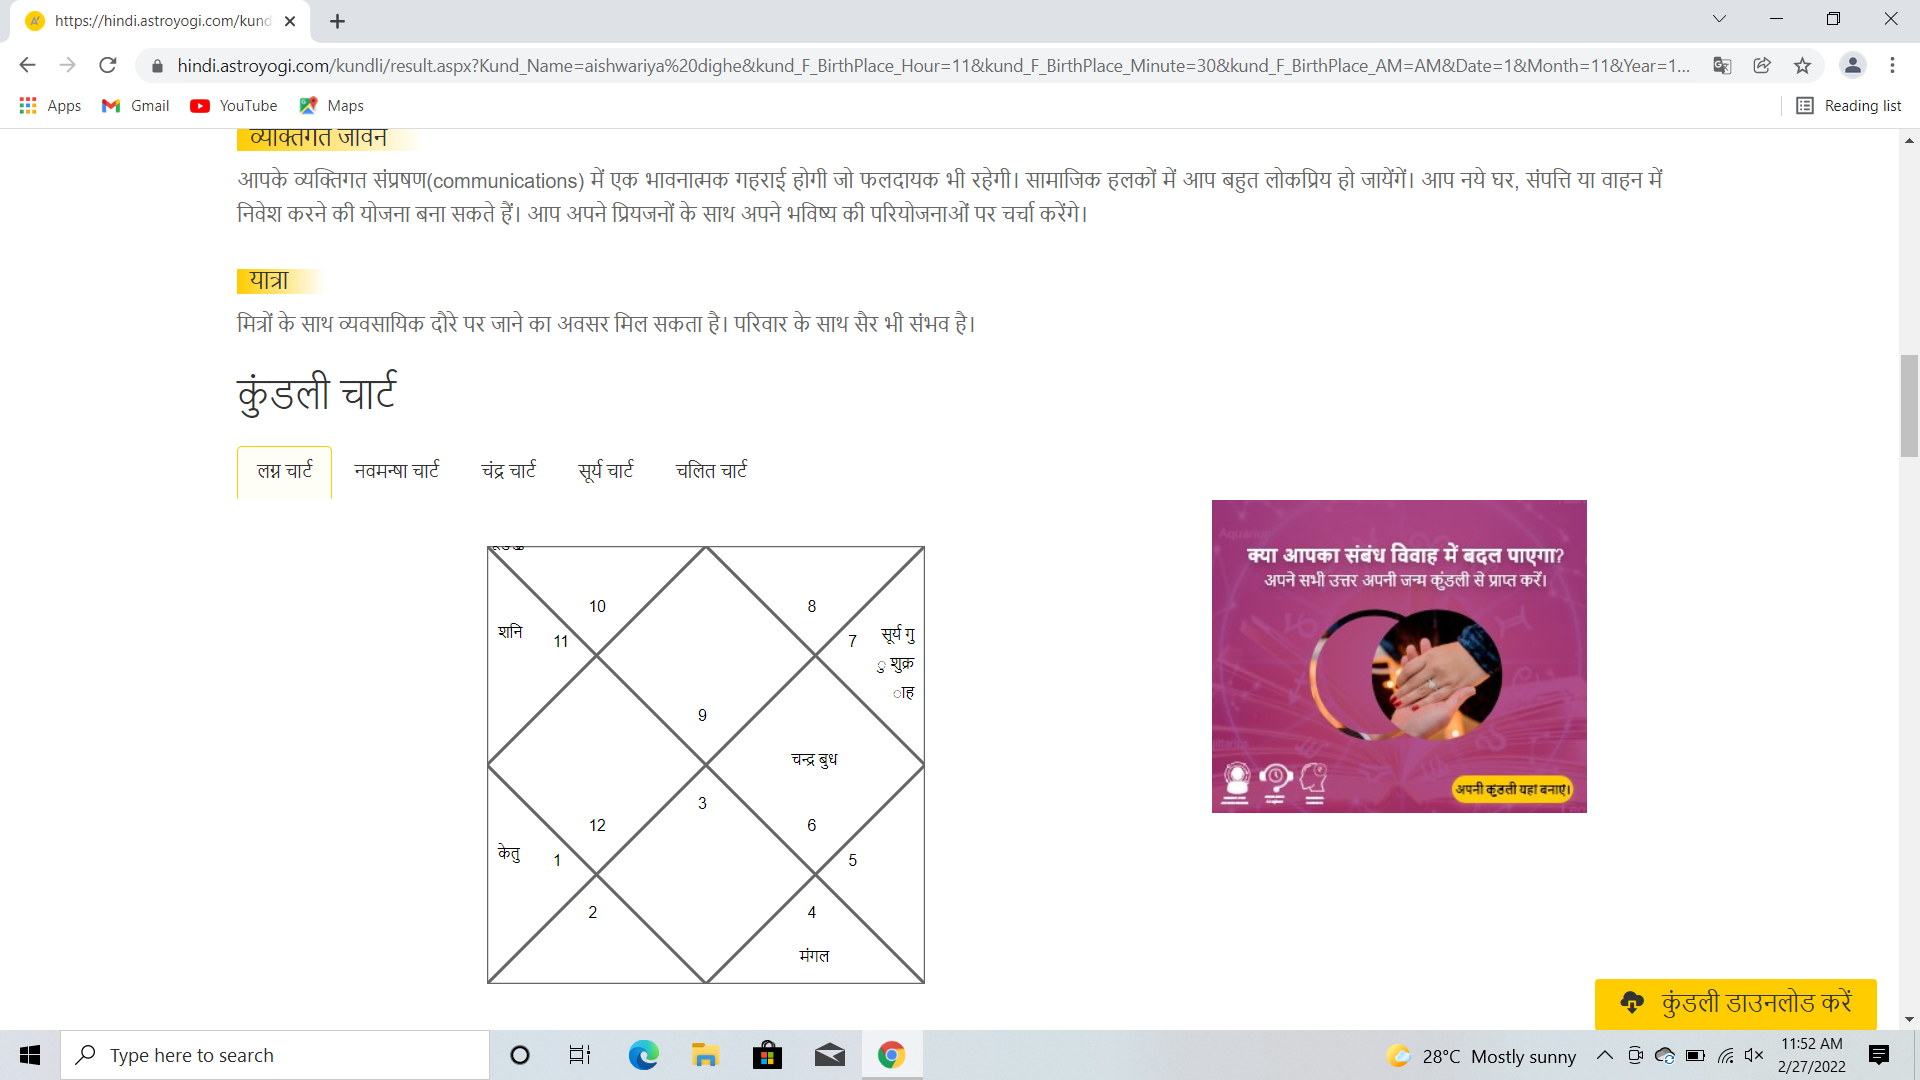 https://hindi.astroyogi.com/kund
hindi.astroyogi.com/kundli/result.aspx?Kund_Name=aishwariya%20dighe&kund_F_BirthPlace_Hour=11&kund_F_BirthPlace_Minute=30&kund_F_BirthPlace_AM=AM&Date=1&Month=11&Year=1...
Apps Gmail YouTube Maps Reading list
व्यक्तिगत जीवन
आपके व्यक्तिगत संप्रषण(communications) में एक भावनात्मक गहराई होगी जो फलदायक भी रहेगी। सामाजिक हलकों में आप बहुत लोकप्रिय हो जायेंगें। आप नये घर, संपत्ति या वाहन में
निवेश करने की योजना बना सकते हैं। आप अपने प्रियजनों के साथ अपने भविष्य की परियोजनाओं पर चर्चा करेंगे।
यात्रा
मित्रों के साथ व्यवसायिक दौरे पर जाने का अवसर मिल सकता है। परिवार के साथ सैर भी संभव है।
कुंडली चार्ट
लग्न चार्ट नवमन्षा चार्ट चंद्र चार्ट सूर्य चार्ट चलित चार्ट
10 8
शनि 11 7 सूर्य गु
ु शुक्र
ाह
9
चन्द्र बुध
3
12 6
केतु 1 5
2 4
मंगल
क्या आपका संबंध विवाह में बदल पाएगा?
अपने सभी उत्तर अपनी जन्म कुंडली से प्राप्त करें।
अपनी कुंडली यहां बनाएं।
कुंडली डाउनलोड करें
Type here to search
28°C Mostly sunny
11:52 AM
2/27/2022